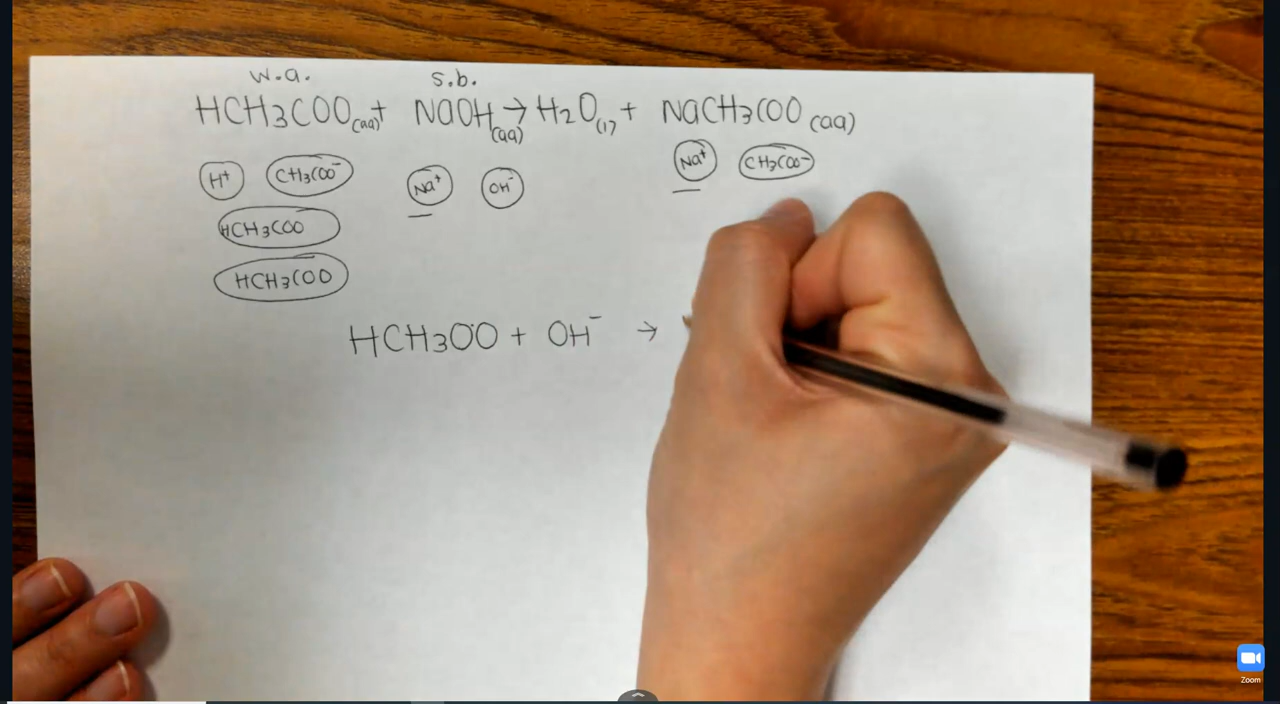 w.a. s.b.
HCH3COO(aq) + NaOH(aq) → H2O(l) + NaCH3COO (aq)
H+ CH3COO- Na+ OH- Na+ CH3COO-
HCH3COO
HCH3COO
HCH3OO + OH- →
Zoom